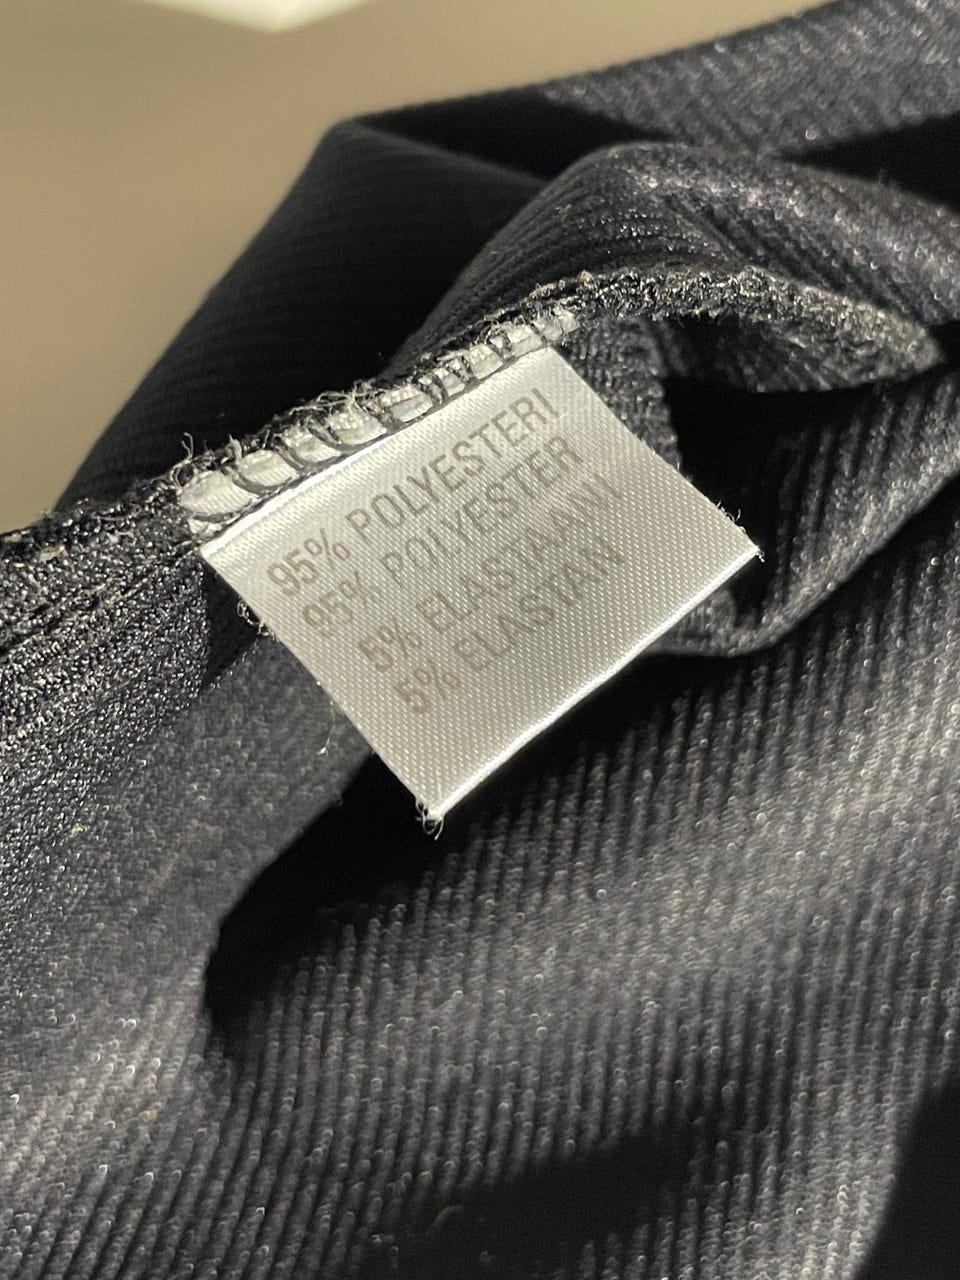 95% POLYESTERI
95% POLYESTER
5% ELASTAANI
5% ELASTAN